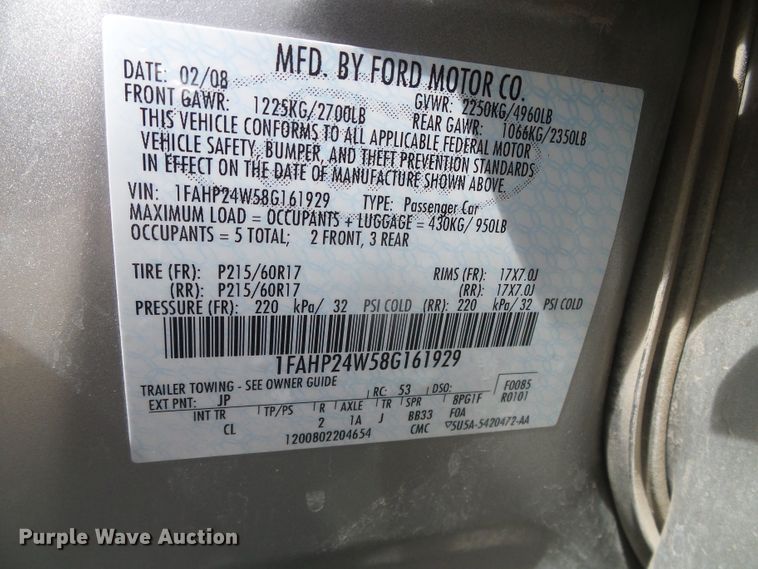 MFD. BY FORD MOTOR CO.
DATE: 02/08 GVWR: 2250KG/4960LB
FRONT GAWR: 1225KG/2700LB REAR GAWR: 1066KG/2350LB
THIS VEHICLE CONFORMS TO ALL APPLICABLE FEDERAL MOTOR
VEHICLE SAFETY, BUMPER, AND THEFT PREVENTION STANDARDS
IN EFFECT ON THE DATE OF MANUFACTURE SHOWN ABOVE.
VIN: 1FAHP24W58G161929 TYPE: Passenger Car
MAXIMUM LOAD = OCCUPANTS + LUGGAGE = 430KG/ 950LB
OCCUPANTS = 5 TOTAL; 2 FRONT, 3 REAR
TIRE (FR): P215/60R17 RIMS (FR): 17X7.0J
(RR): P215/60R17 (RR): 17X7.0J
PRESSURE (FR): 220 kPa/ 32 PSI COLD (RR): 220 kPa/ 32 PSI COLD
1FAHP24W58G161929
TRAILER TOWING - SEE OWNER GUIDE
EXT PNT: JP RC: 53 DSO: F0085
R0101
INT TR TP/PS R AXLE TR SPR BPG1F
CL 2 1A J BB33 FOA
1200802204654 CMC ▽5U5A-5420472-AA
Purple Wave Auction